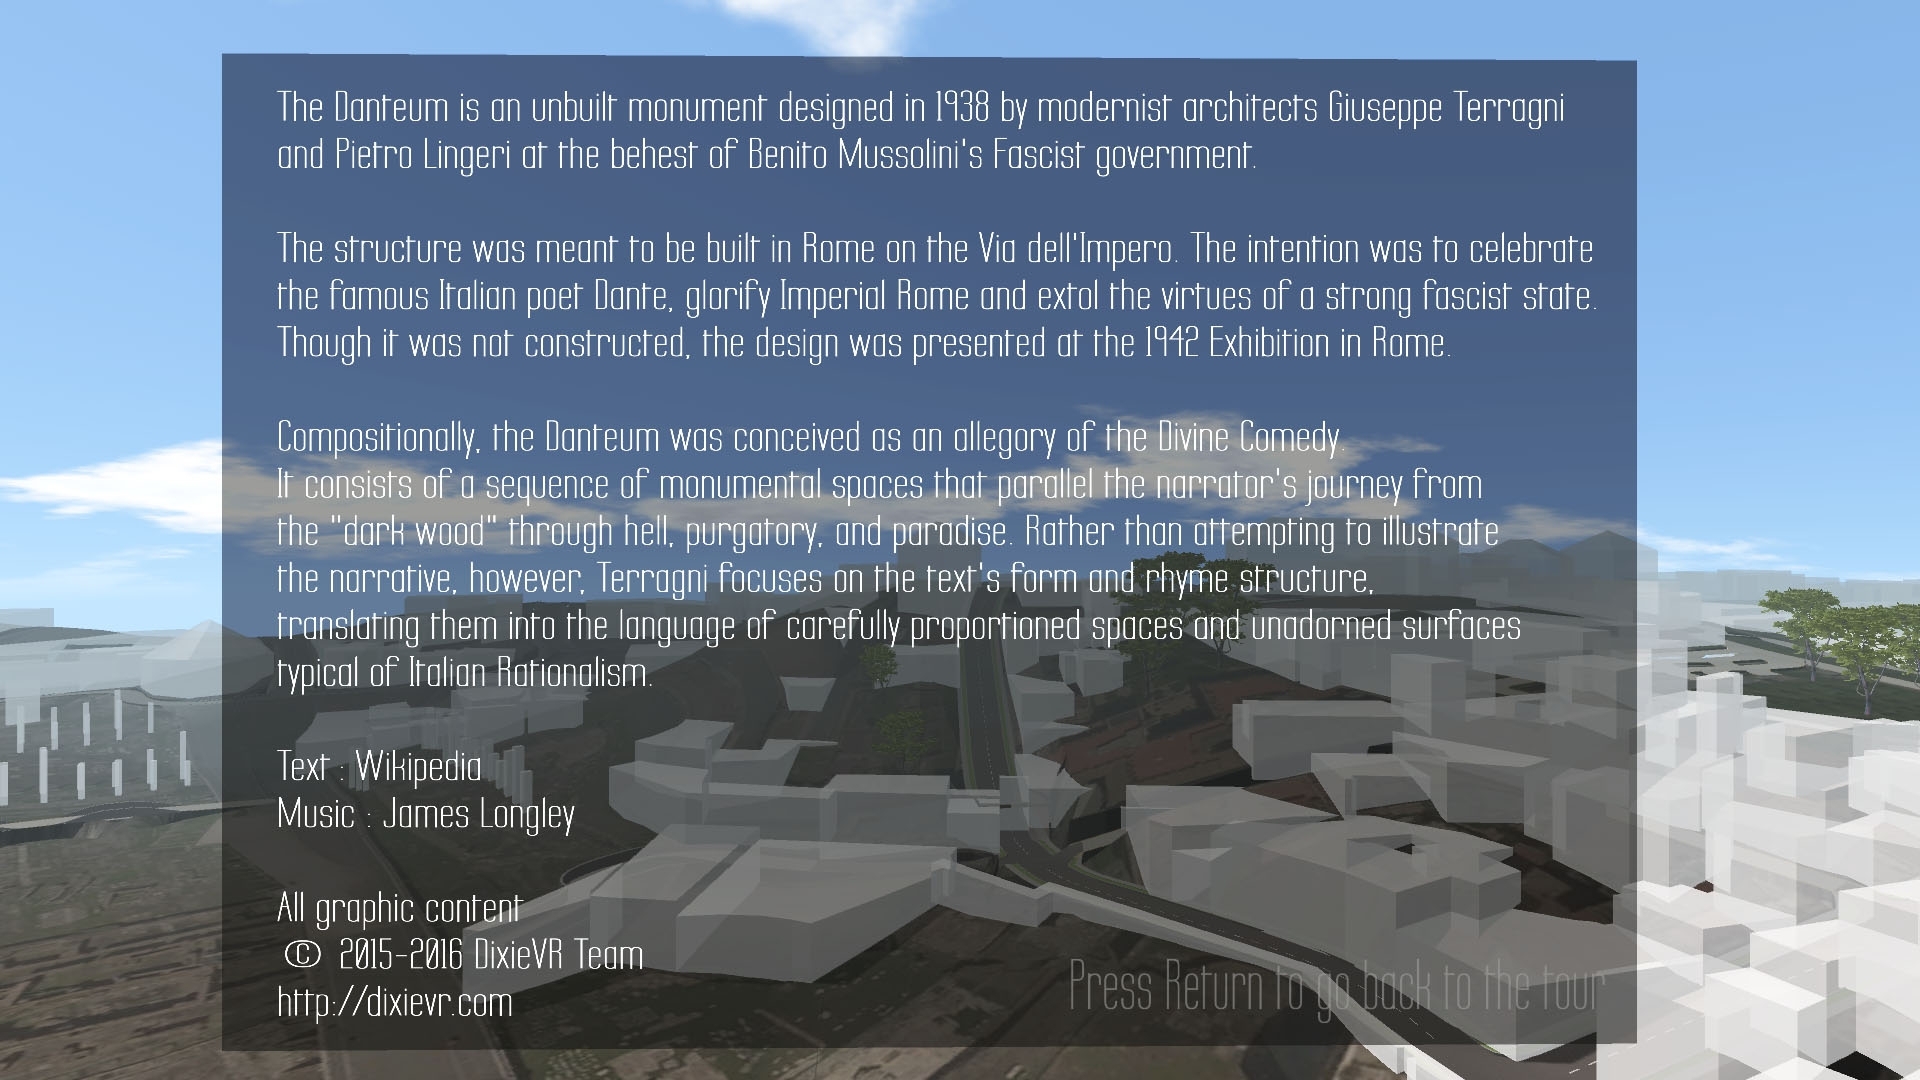 The Danteum is an unbuilt monument designed in 1938 by modernist architects Giuseppe Terragni
and Pietro Lingeri at the behest of Benito Mussolini's Fascist government.
The structure was meant to be built in Rome on the Via dell'Impero. The intention was to celebrate
the famous Italian poet Dante, glorify Imperial Rome and extol the virtues of a strong fascist state.
Though it was not constructed, the design was presented at the 1942 Exhibition in Rome.
Compositionally, the Danteum was conceived as an allegory of the Divine Comedy.
It consists of a sequence of monumental spaces that parallel the narrator's journey from
the "dark wood" through hell, purgatory, and paradise. Rather than attempting to illustrate
the narrative, however, Terragni focuses on the text's form and rhyme structure,
translating them into the language of carefully proportioned spaces and unadorned surfaces
typical of Italian Rationalism.
Text : Wikipedia
Music : James Longley
All graphic content
© 2015-2016 DixieVR Team
http://dixievr.com
Press Return to go back to the tour